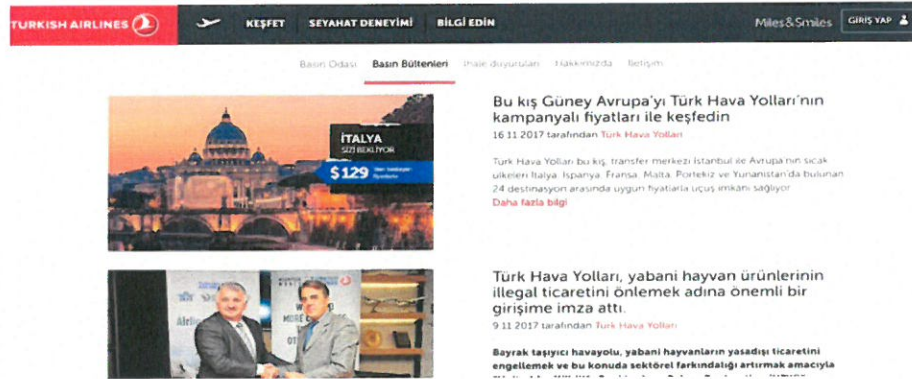 TURKISH AIRLINES
KEŞFET SEYAHAT DENEYİMİ BİLGİ EDİN Miles&Smiles GİRİŞ YAP
Basın Odası Basın Bültenleri İhale duyuruları Hakkımızda İletişim
İTALYA
SİZİ BEKLİYOR
$129
Bu kış Güney Avrupa'yı Türk Hava Yolları'nın
kampanyalı fiyatları ile keşfedin
16.11.2017 tarafından Türk Hava Yolları
Türk Hava Yolları bu kış, transfer merkezi İstanbul ile Avrupa'nın sıcak
ülkeleri İtalya, İspanya, Fransa, Malta, Portekiz ve Yunanistan'da bulunan
24 destinasyon arasında uygun fiyatlarla uçuş imkanı sağlıyor
Daha fazla bilgi
Türk Hava Yolları, yabani hayvan ürünlerinin
illegal ticaretini önlemek adına önemli bir
girişime imza attı.
9.11.2017 tarafından Türk Hava Yolları
Bayrak taşıyıcı havayolu, yabani hayvanların yasadışı ticaretini
engellemek ve bu konuda sektörel farkındalığı artırmak amacıyla